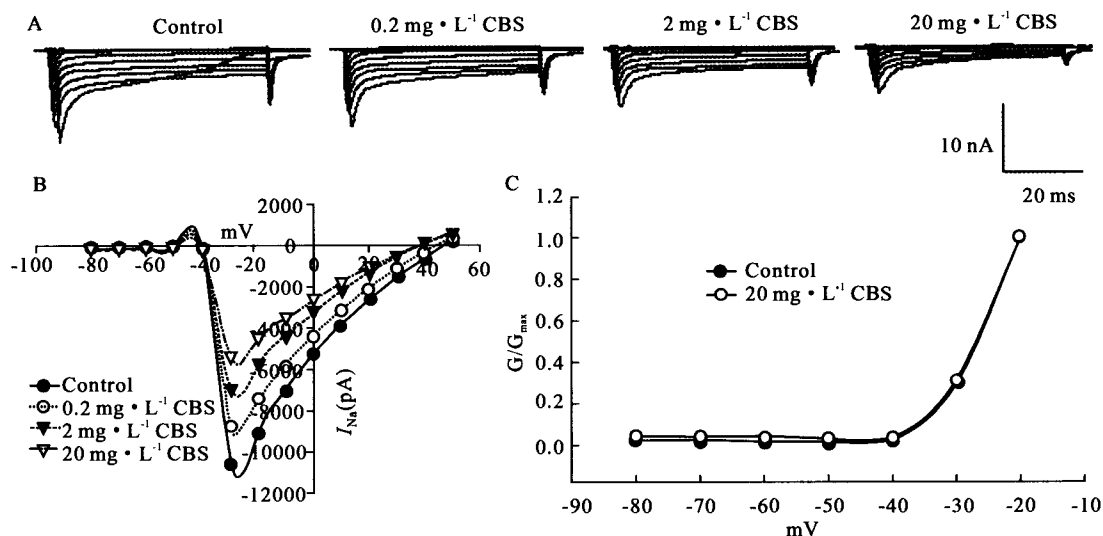 A
Control
0.2 mg · L⁻¹ CBS
2 mg · L⁻¹ CBS
20 mg · L⁻¹ CBS
10 nA
20 ms
B
mV
2000
0
-2000
-4000
-6000
-8000
-10000
-12000
-100 -80 -60 -40 -20 0 20 40 60
I_Na(pA)
Control
0.2 mg · L⁻¹ CBS
2 mg · L⁻¹ CBS
20 mg · L⁻¹ CBS
C
1.2
1.0
0.8
0.6
0.4
0.2
0.0
G/G_max
Control
20 mg · L⁻¹ CBS
-90 -80 -70 -60 -50 -40 -30 -20 -10
mV